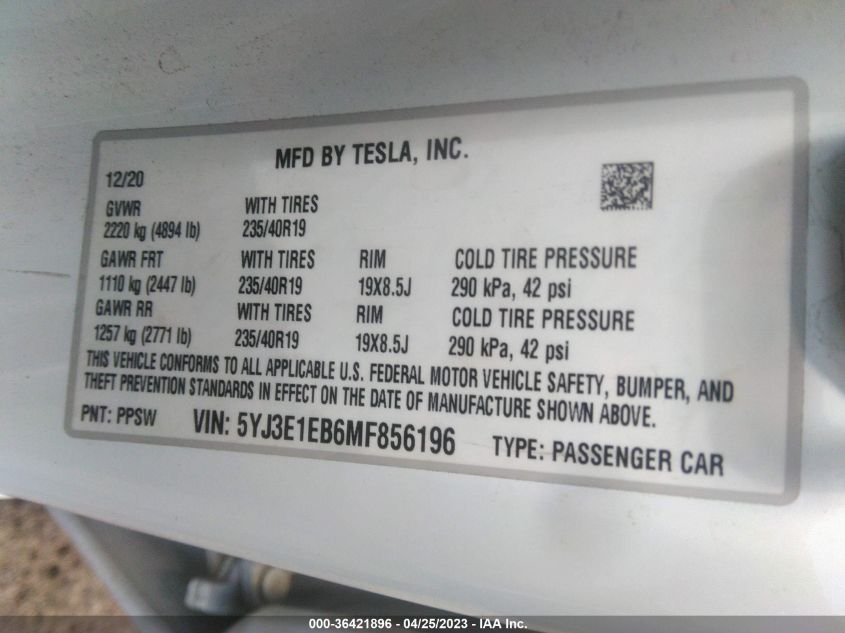 MFD BY TESLA, INC.
12/20
GVWR WITH TIRES
2220 kg (4894 lb) 235/40R19
GAWR FRT WITH TIRES RIM COLD TIRE PRESSURE
1110 kg (2447 lb) 235/40R19 19X8.5J 290 kPa, 42 psi
GAWR RR WITH TIRES RIM COLD TIRE PRESSURE
1257 kg (2771 lb) 235/40R19 19X8.5J 290 kPa, 42 psi
THIS VEHICLE CONFORMS TO ALL APPLICABLE U.S. FEDERAL MOTOR VEHICLE SAFETY, BUMPER, AND
THEFT PREVENTION STANDARDS IN EFFECT ON THE DATE OF MANUFACTURE SHOWN ABOVE.
PNT: PPSW VIN: 5YJ3E1EB6MF856196 TYPE: PASSENGER CAR
000-36421896 - 04/25/2023 - IAA Inc.